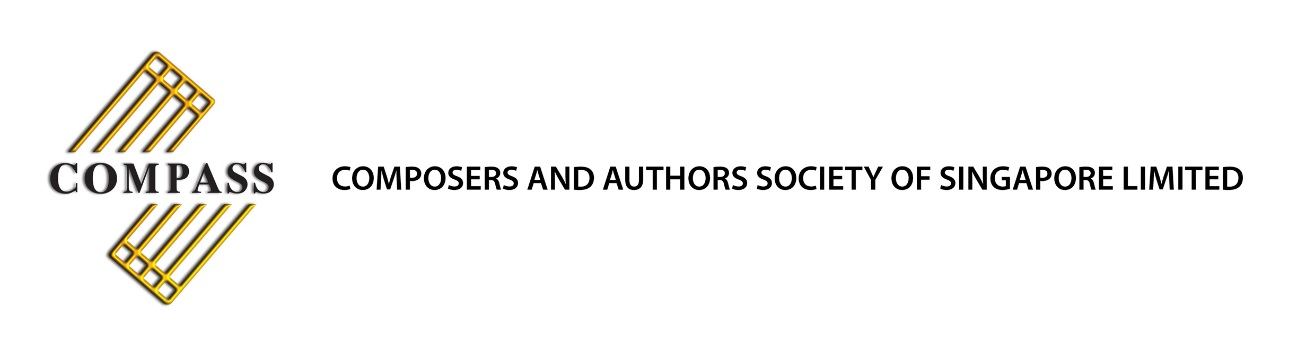 COMPASS
COMPOSERS AND AUTHORS SOCIETY OF SINGAPORE LIMITED